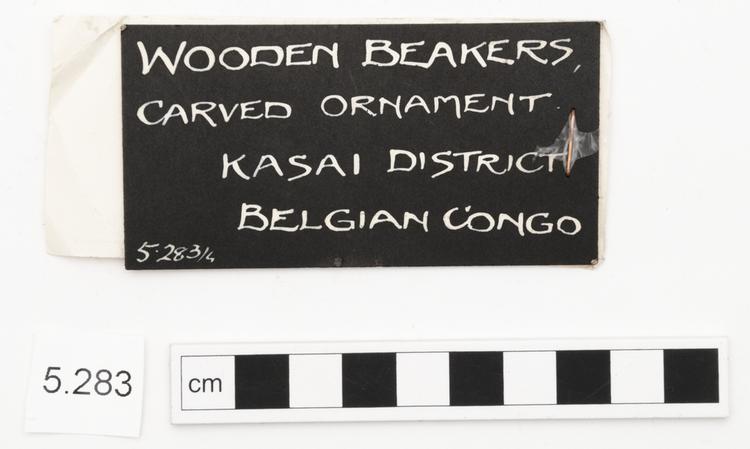 WOODEN BEAKERS,
CARVED ORNAMENT.
KASAI DISTRICT
BELGIAN CONGO
5·283/4
5.283
cm